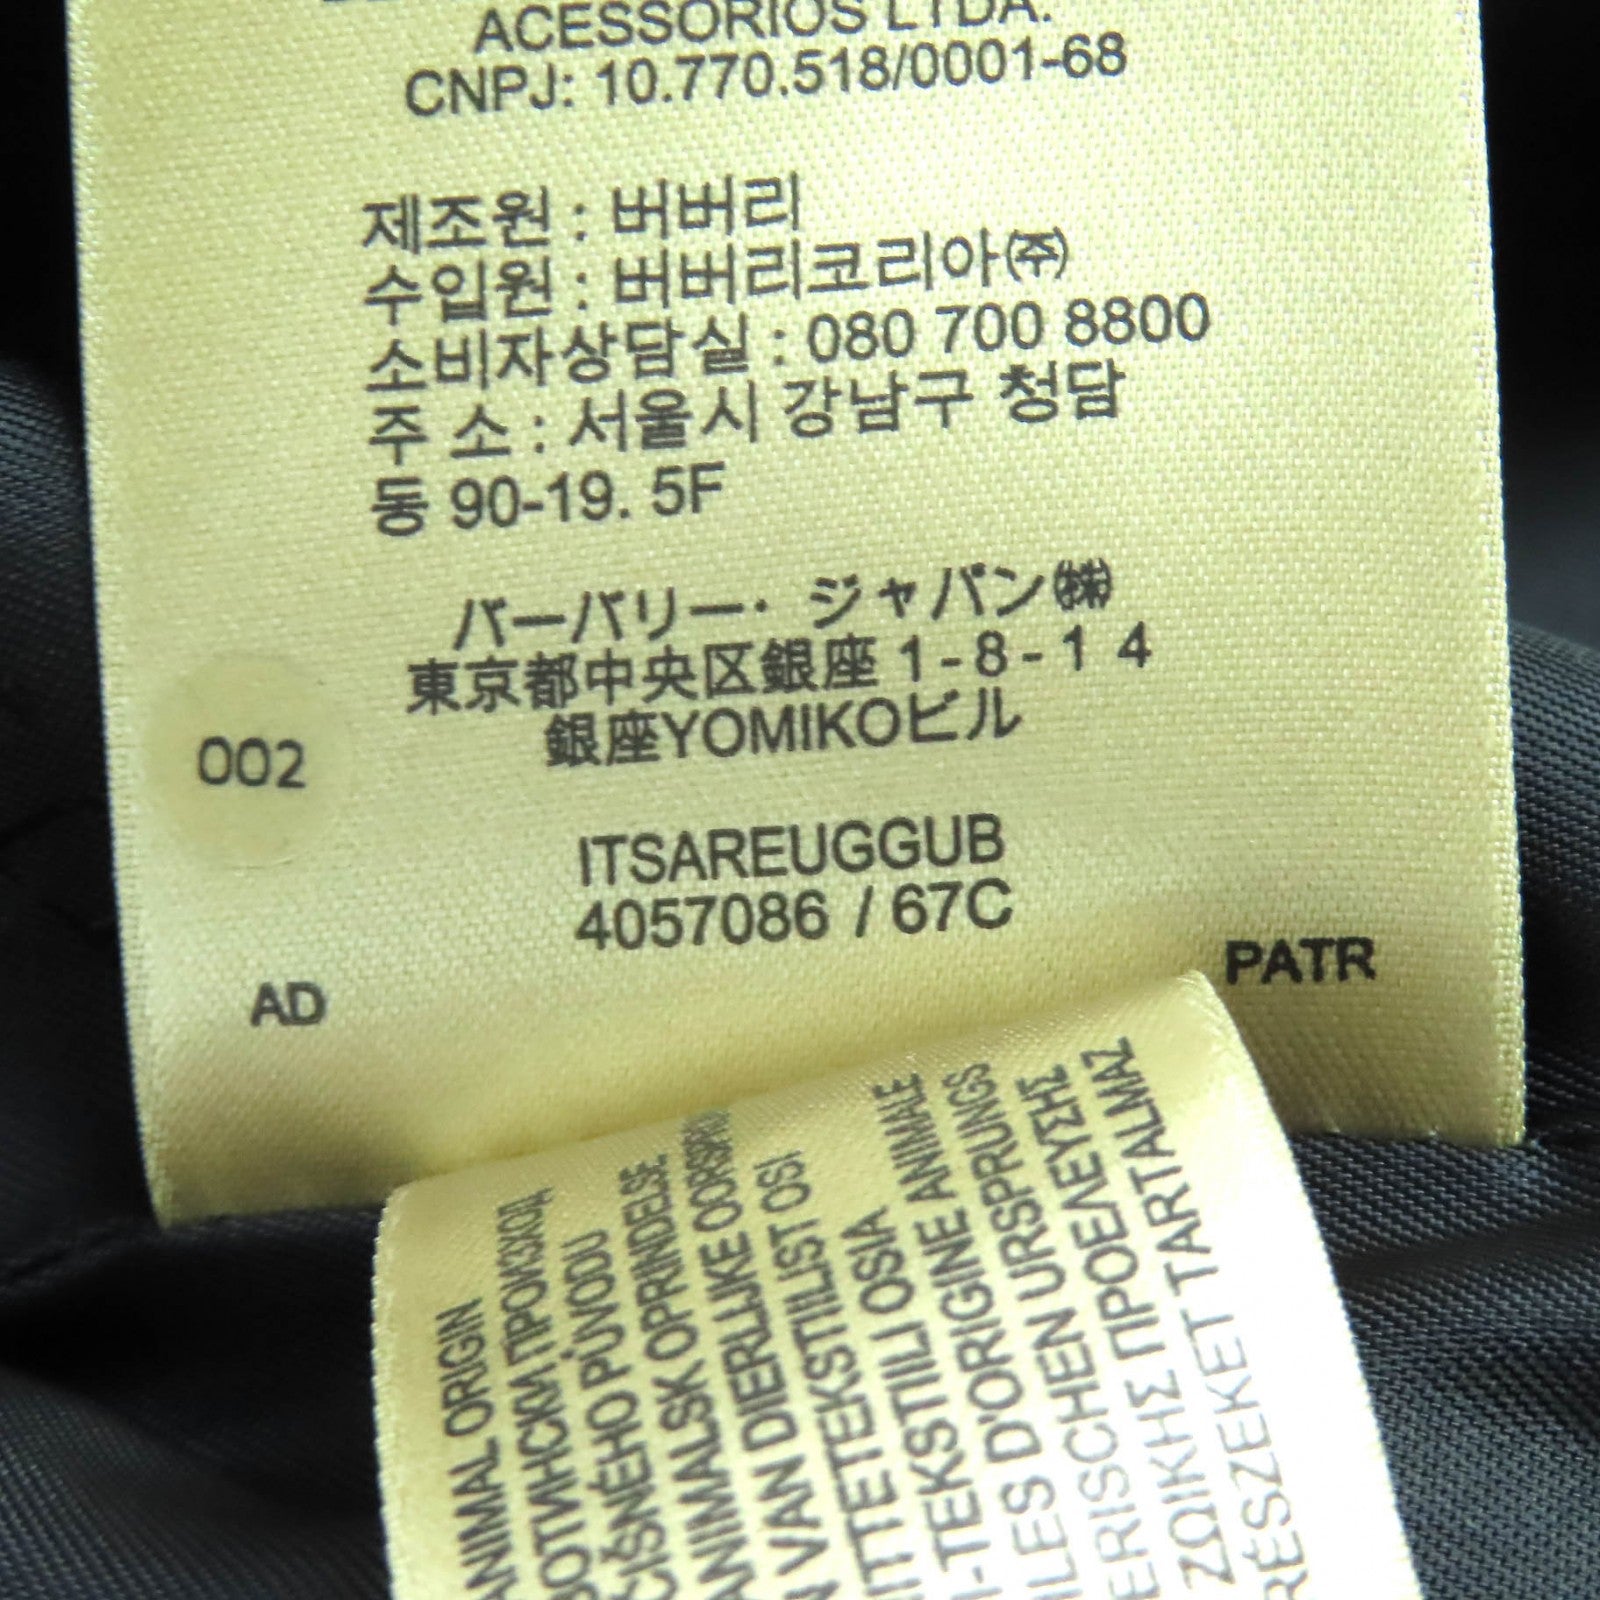 ACESSORIOS LTDA.
CNPJ: 10.770.518/0001-68
제조원 : 버버리
수입원 : 버버리코리아㈜
소비자상담실 : 080 700 8800
주 소 : 서울시 강남구 청담
동 90-19. 5F
バーバリー・ジャパン㈱
東京都中央区銀座 1-8-1 4
銀座YOMIKOビル
002
ITSAREUGGUB
4057086 / 67C
AD
PATR
ANIMAL ORIGIN
ПРОИЗХОД
PŮVODU
ANIMALSK OPRINDELSE
VAN DIERLIJKE
OSI
TEKSTIILI OSIA
D'ORIGINE ANIMALE
URSPRUNGS
ΖΩΙΚΗΣ ΠΡΟΕΛΕΥΣΗΣ
TARTALMAZ